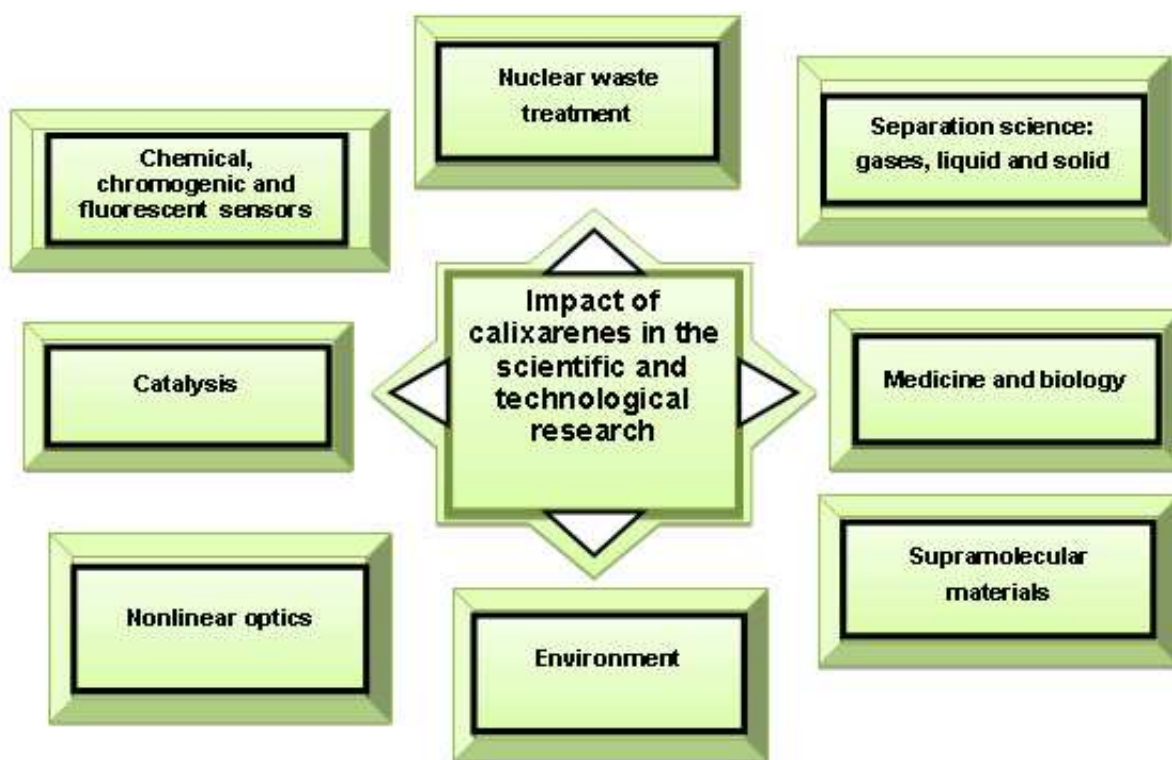 Nuclear waste
treatment
Separation science:
gases, liquid and solid
Chemical,
chromogenic and
fluorescent sensors
Impact of
calixarenes in the
scientific and
technological
research
Catalysis
Medicine and biology
Supramolecular
materials
Nonlinear optics
Environment